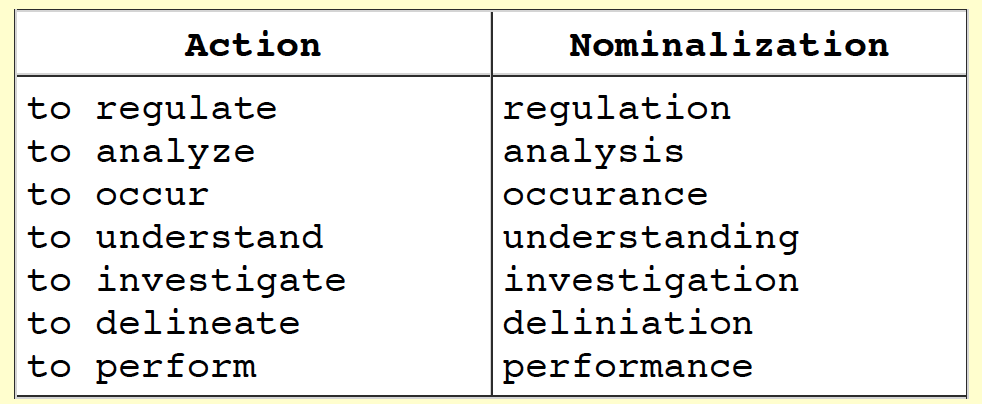 Action Nominalization
to regulate regulation
to analyze analysis
to occur occurance
to understand understanding
to investigate investigation
to delineate deliniation
to perform performance